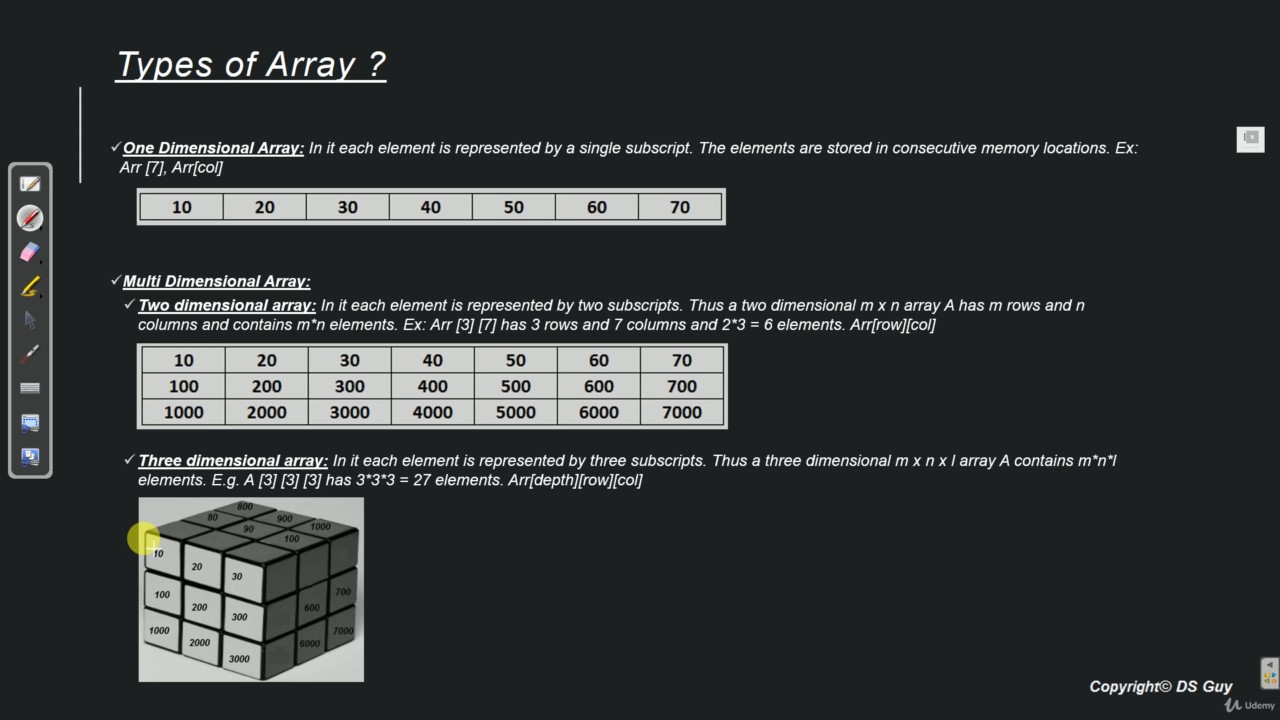 Types of Array ?
✓One Dimensional Array: In it each element is represented by a single subscript. The elements are stored in consecutive memory locations. Ex:
Arr [7], Arr[col]
10 20 30 40 50 60 70
✓Multi Dimensional Array:
✓ Two dimensional array: In it each element is represented by two subscripts. Thus a two dimensional m x n array A has m rows and n
columns and contains m*n elements. Ex: Arr [3] [7] has 3 rows and 7 columns and 2*3 = 6 elements. Arr[row][col]
10 20 30 40 50 60 70
100 200 300 400 500 600 700
1000 2000 3000 4000 5000 6000 7000
✓ Three dimensional array: In it each element is represented by three subscripts. Thus a three dimensional m x n x l array A contains m*n*l
elements. E.g. A [3] [3] [3] has 3*3*3 = 27 elements. Arr[depth][row][col]
800
80 900
90 1000
100
10
20
30
100
200
300
600
700
1000
2000
3000
6000
7000
Copyright© DS Guy
Udemy